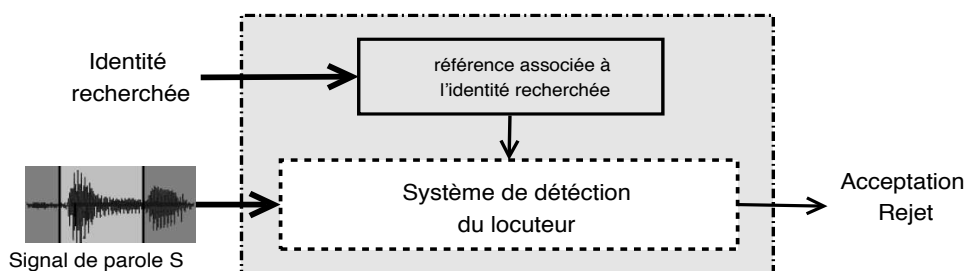 Identité
recherchée
référence associée à
l'identité recherchée
Système de détéction
du locuteur
Acceptation
Rejet
Signal de parole S